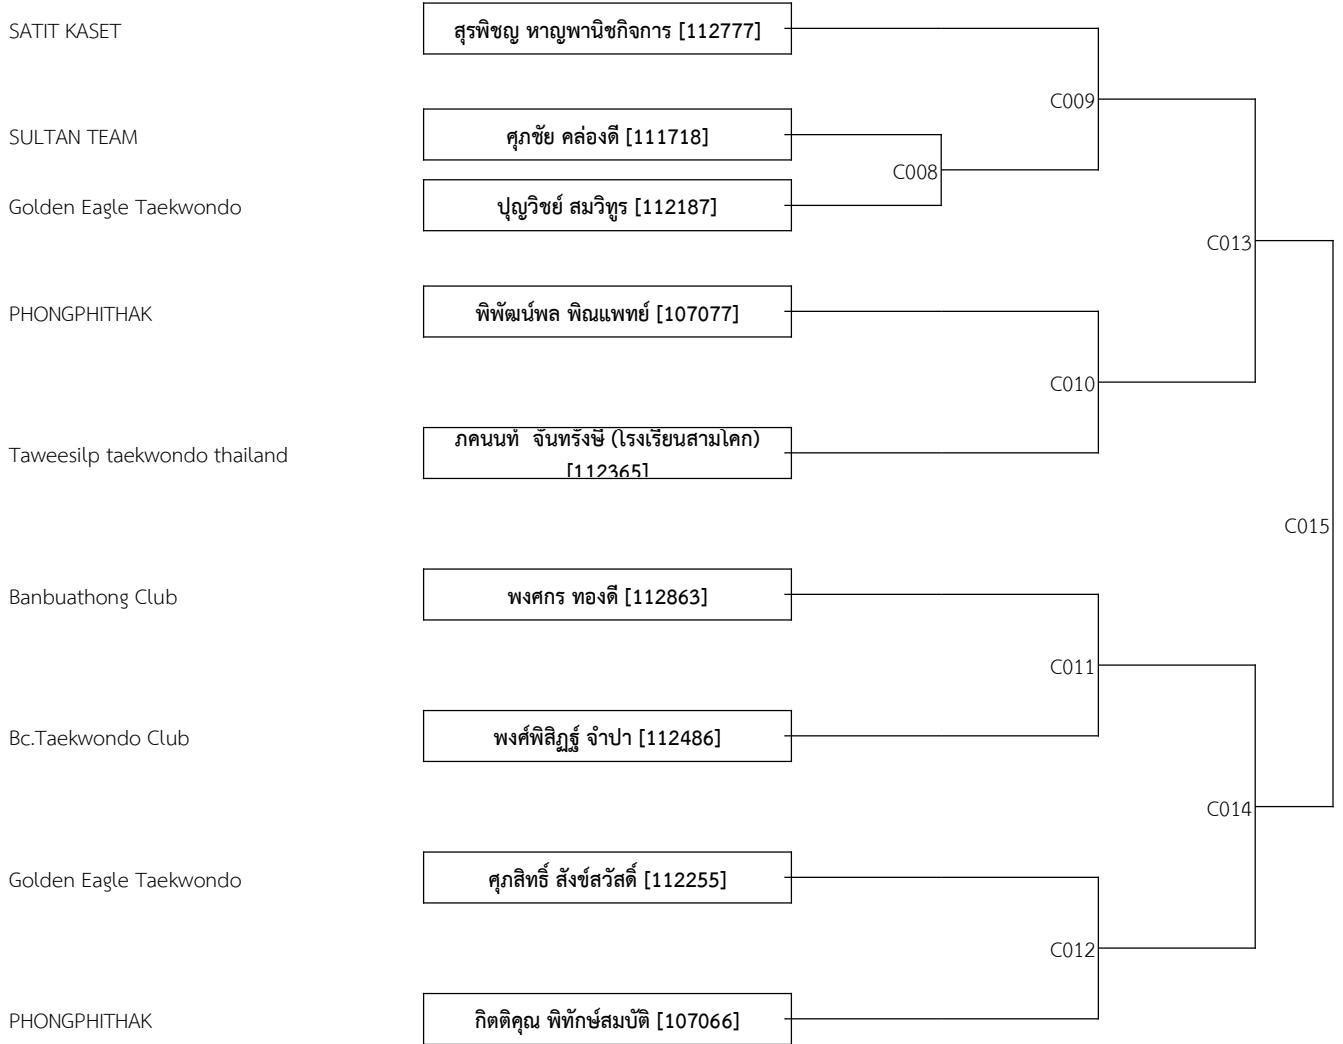 SATIT KASET
สุรพิชญ หาญพานิชกิจการ [112777]
C009
SULTAN TEAM
ศุภชัย คล่องดี [111718]
C008
Golden Eagle Taekwondo
ปุญวิชย์ สมวิทูร [112187]
C013
PHONGPHITHAK
พิพัฒน์พล พิณแพทย์ [107077]
C010
Taweesilp taekwondo thailand
ภคนนท์ จันทรังษี (โรงเรียนสามโคก)
[112365]
C015
Banbuathong Club
พงศกร ทองดี [112863]
C011
Bc.Taekwondo Club
พงศ์พิสิฏฐ์ จำปา [112486]
C014
Golden Eagle Taekwondo
ศุภสิทธิ์ สังข์สวัสดิ์ [112255]
C012
PHONGPHITHAK
กิตติคุณ พิทักษ์สมบัติ [107066]